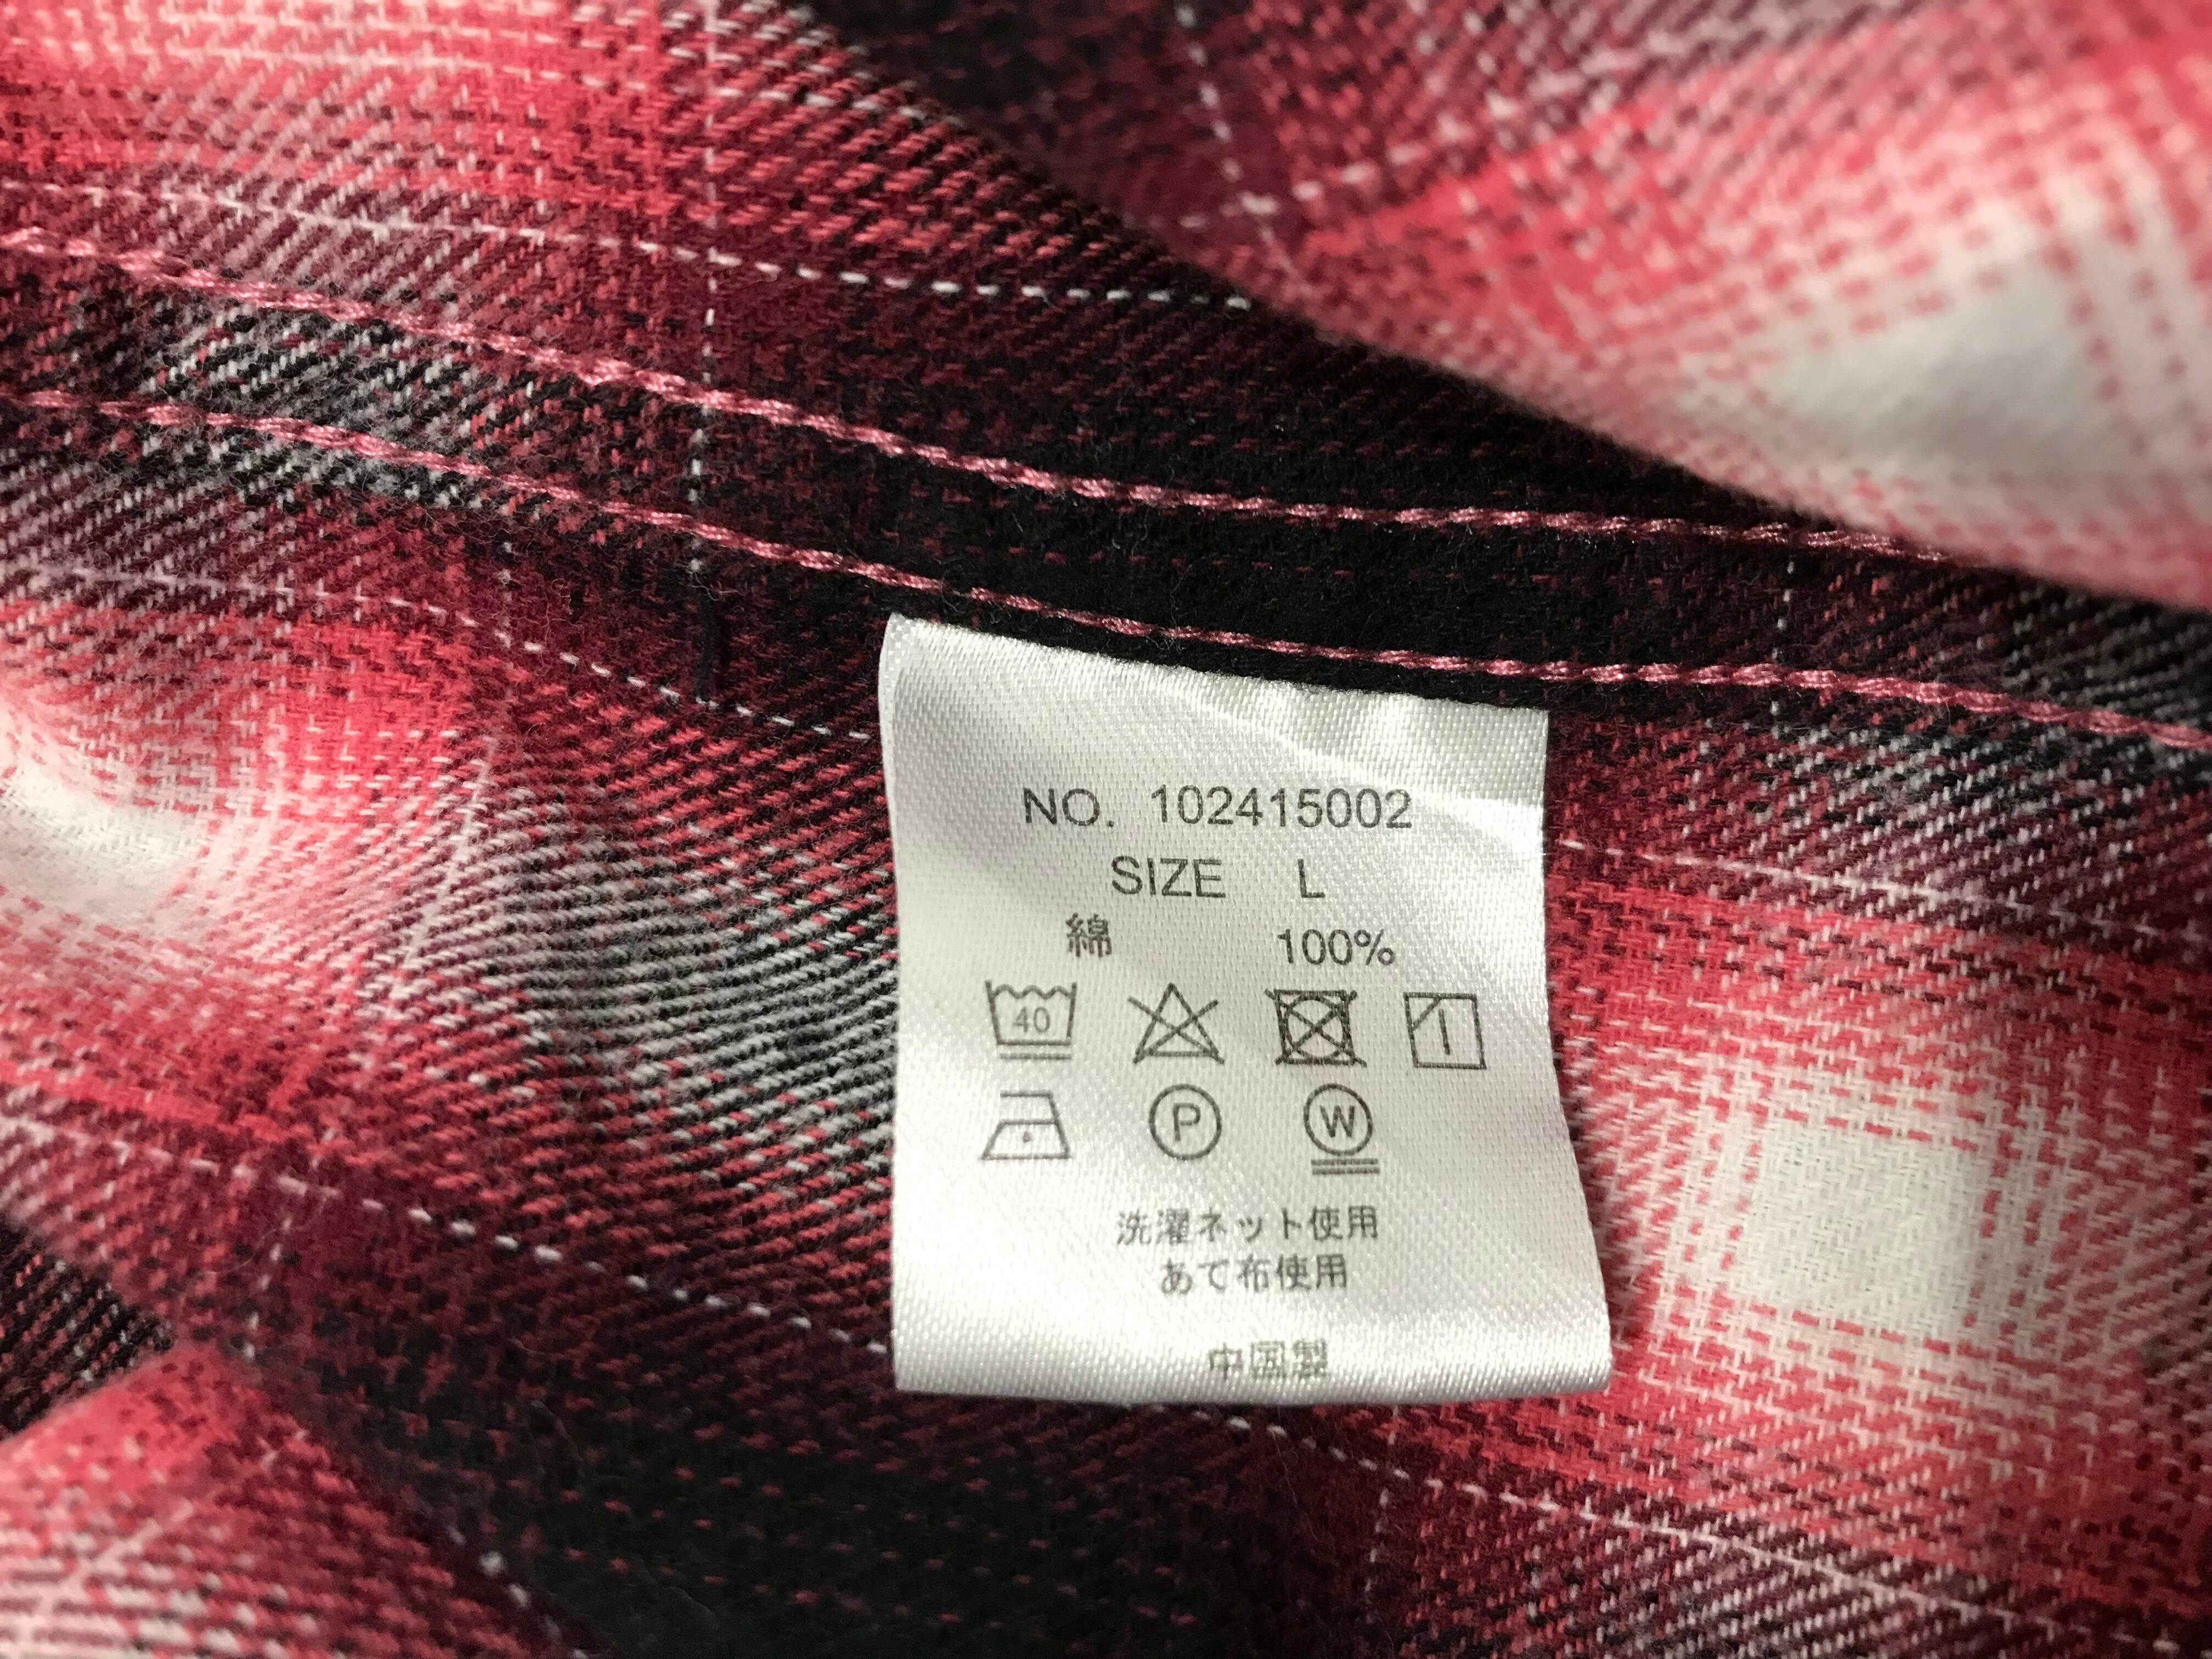 NO. 102415002
SIZE L
綿 100%
40
P W
洗濯ネット使用
あて布使用
中国製